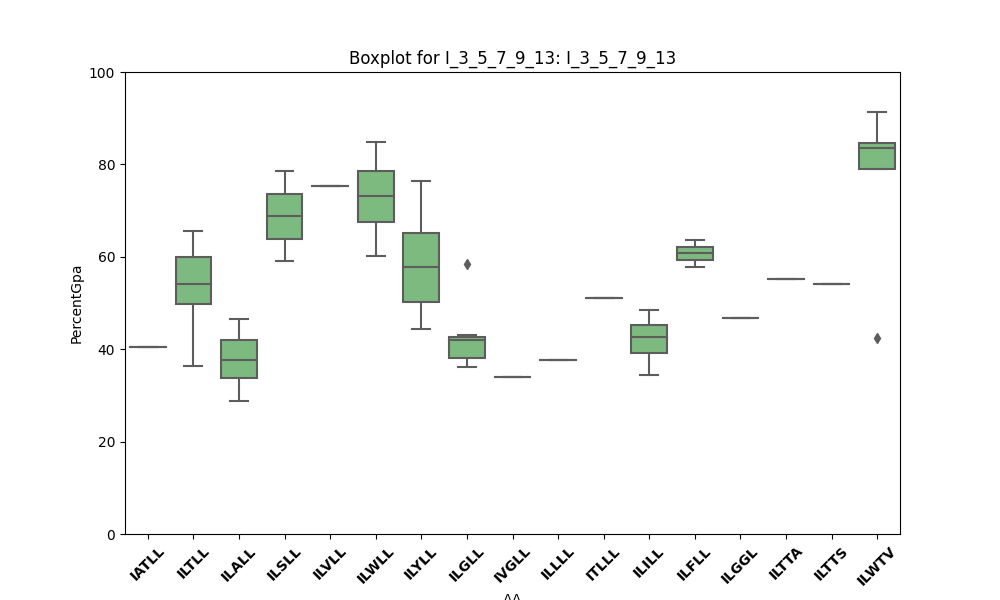 Boxplot for I_3_5_7_9_13: I_3_5_7_9_13
100
80
60
40
20
0
PercentGpa
IATLL
ILTLL
ILALL
ILSLL
ILVLL
ILWLL
ILYLL
ILGLL
IVGLL
ILLLL
ITLLL
ILILL
ILFLL
ILGGL
ILTTA
ILTTS
ILWTV
AA